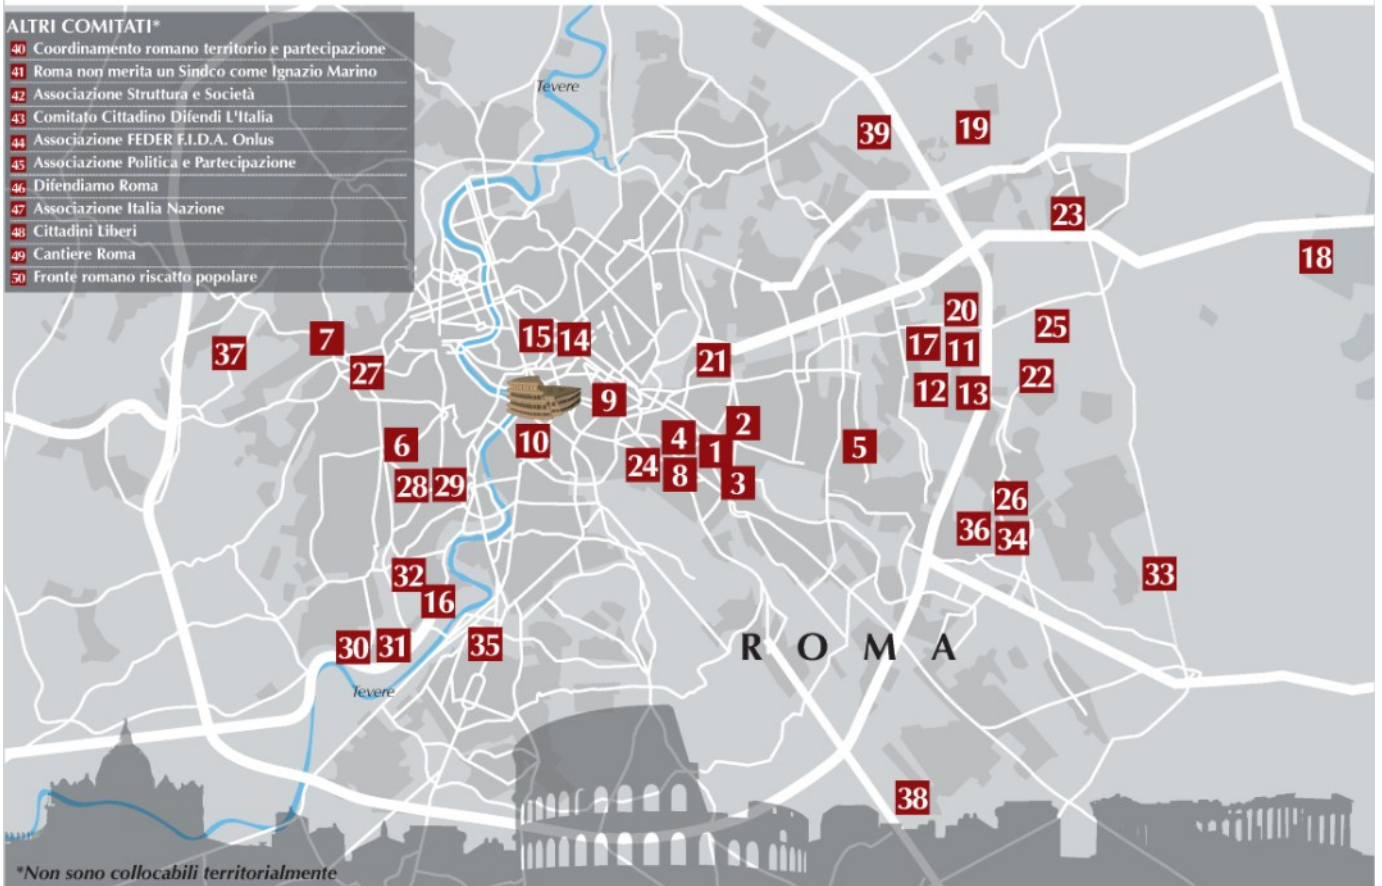 ALTRI COMITATI*
40 Coordinamento romano territorio e partecipazione
41 Roma non merita un Sindco come Ignazio Marino
42 Associazione Struttura e Società
43 Comitato Cittadino Difendi L'Italia
44 Associazione FEDER F.I.D.A. Onlus
45 Associazione Politica e Partecipazione
46 Difendiamo Roma
47 Associazione Italia Nazione
48 Cittadini Liberi
49 Cantiere Roma
50 Fronte romano riscatto popolare
Tevere
39
19
23
18
20
25
7
15
14
37
17
11
21
27
22
12
13
9
2
10
4
6
5
1
24
8
28
29
3
26
36
34
32
33
16
30
31
35
ROMA
Tevere
38
*Non sono collocabili territorialmente